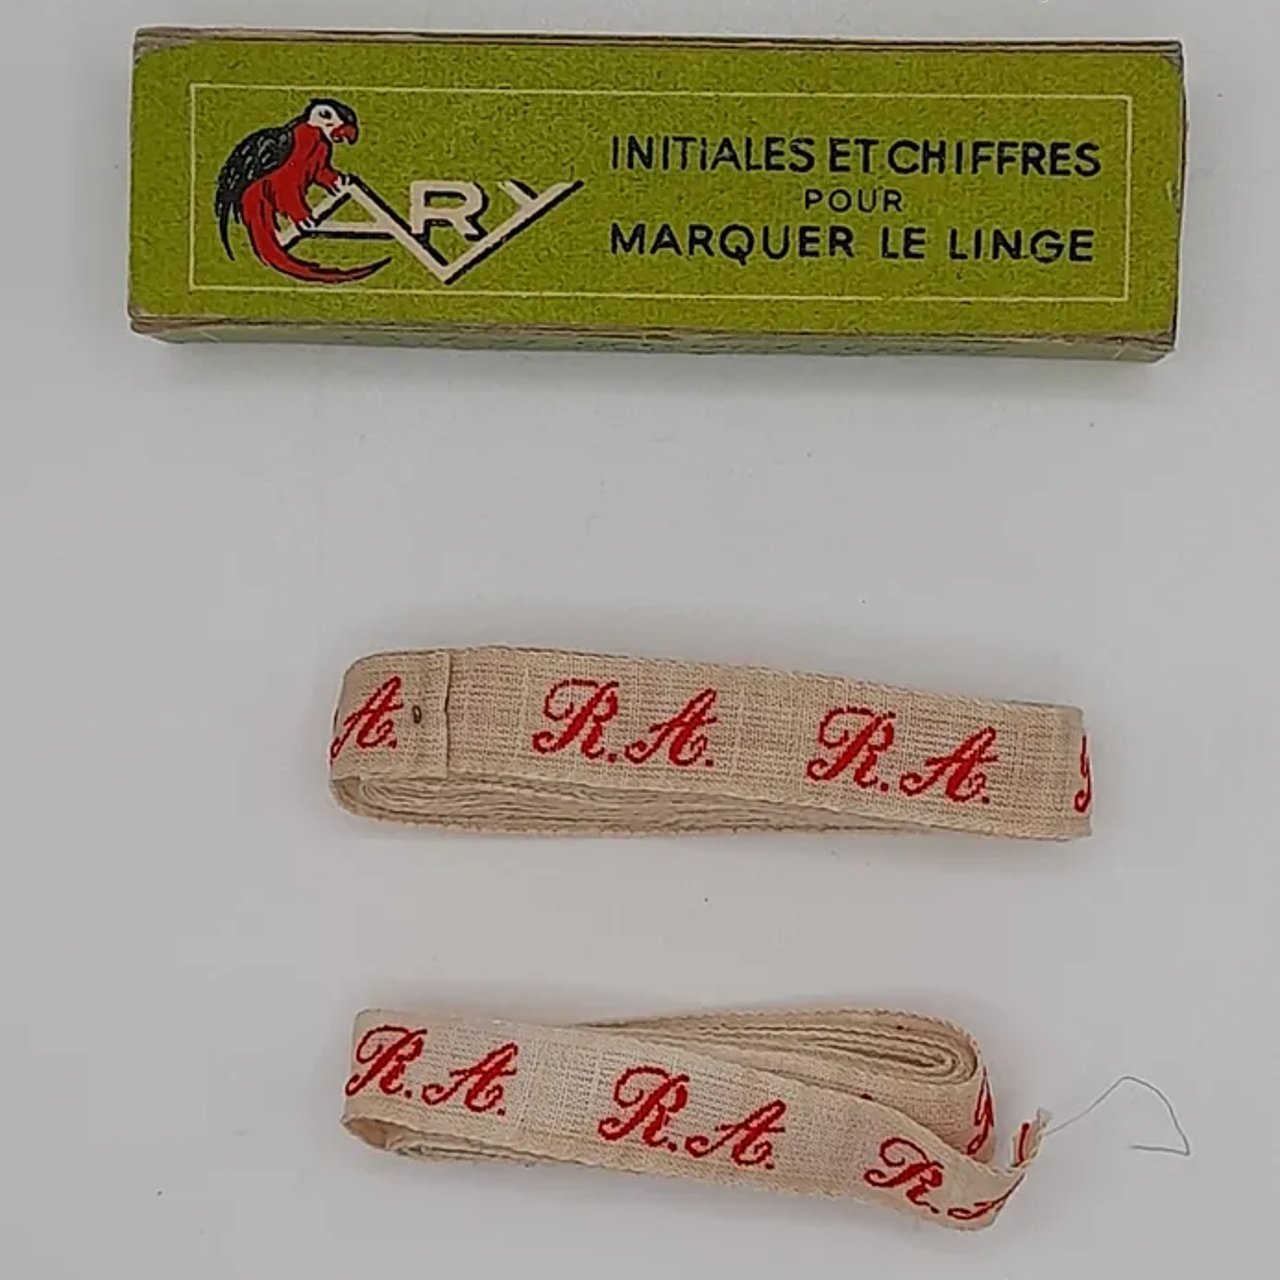 ARY
INITIALES ET CHIFFRES
POUR
MARQUER LE LINGE
A. R.A. R.A.
R.A. R.A. R.A